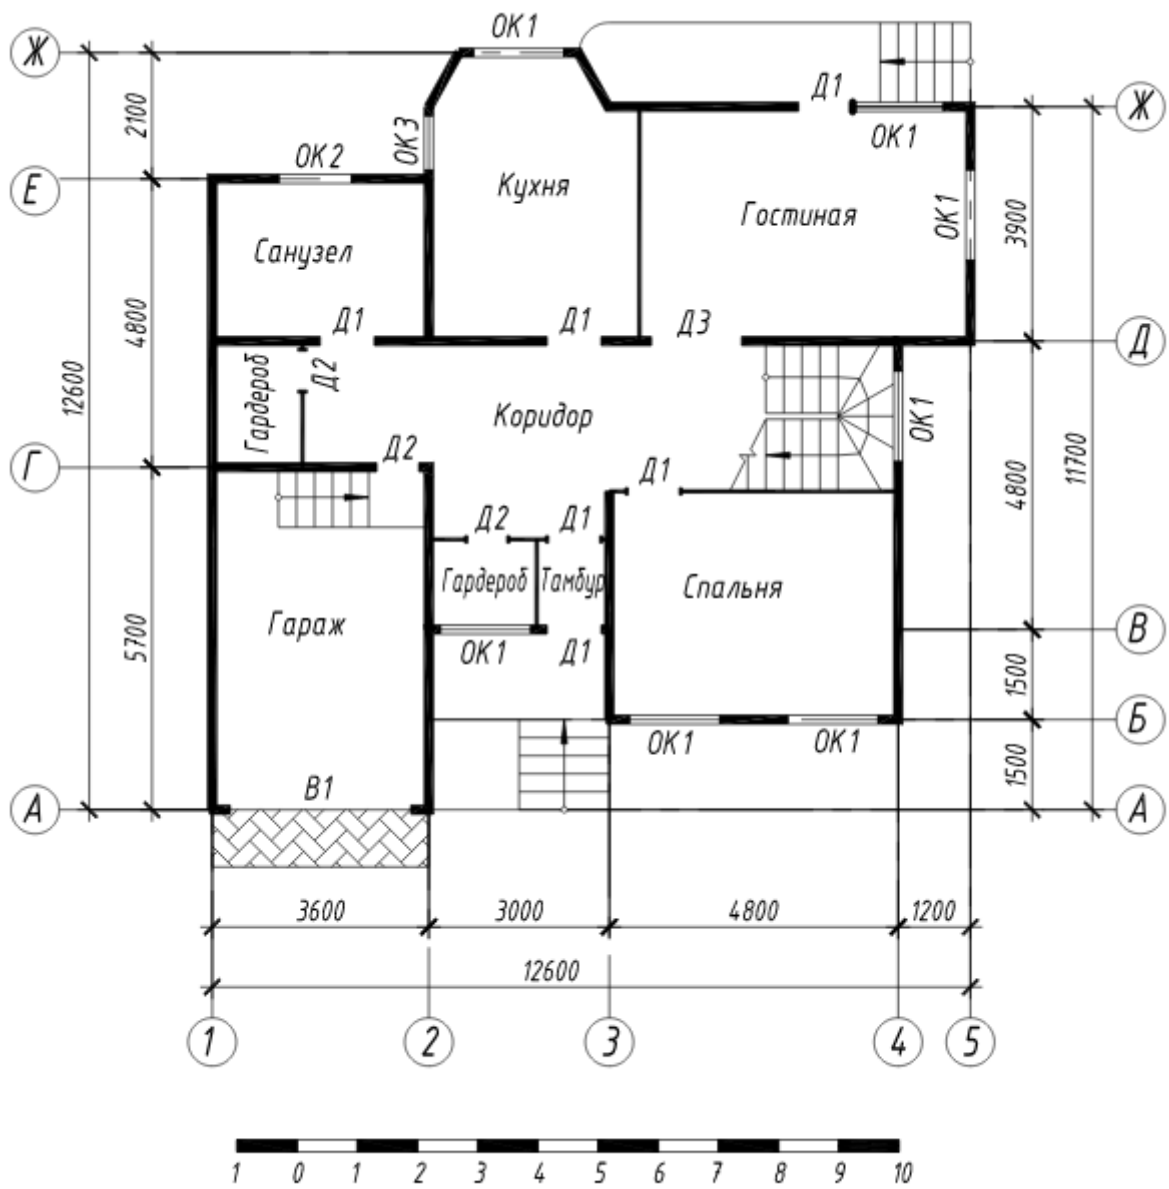 ОК1
Ж
Д1
Ж
2100
ОК3
ОК1
ОК2
Е
Кухня
Гостиная
ОК1
3900
Санузел
4800
Д1
Д1
Д3
Д
12600
Гардероб
Д2
Коридор
ОК1
11700
Г
Д2
Д1
4800
Д2
Д1
Гардероб
Тамбур
Спальня
Гараж
В
5700
ОК1
Д1
1500
ОК1
ОК1
Б
В1
1500
А
А
3600
3000
4800
1200
12600
1
2
3
4
5
1 0 1 2 3 4 5 6 7 8 9 10